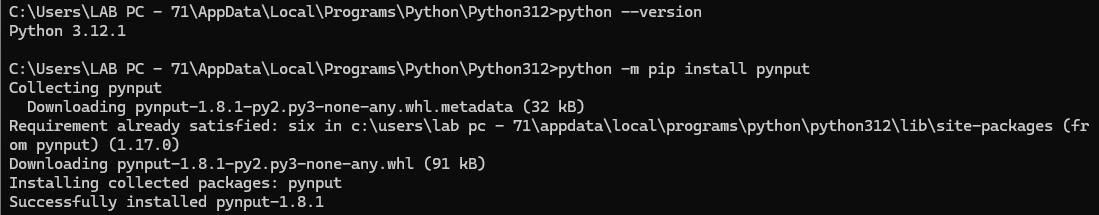 C:\Users\LAB PC - 71\AppData\Local\Programs\Python\Python312>python --version
Python 3.12.1
C:\Users\LAB PC - 71\AppData\Local\Programs\Python\Python312>python -m pip install pynput
Collecting pynput
  Downloading pynput-1.8.1-py2.py3-none-any.whl.metadata (32 kB)
Requirement already satisfied: six in c:\users\lab pc - 71\appdata\local\programs\python\python312\lib\site-packages (fr
om pynput) (1.17.0)
Downloading pynput-1.8.1-py2.py3-none-any.whl (91 kB)
Installing collected packages: pynput
Successfully installed pynput-1.8.1